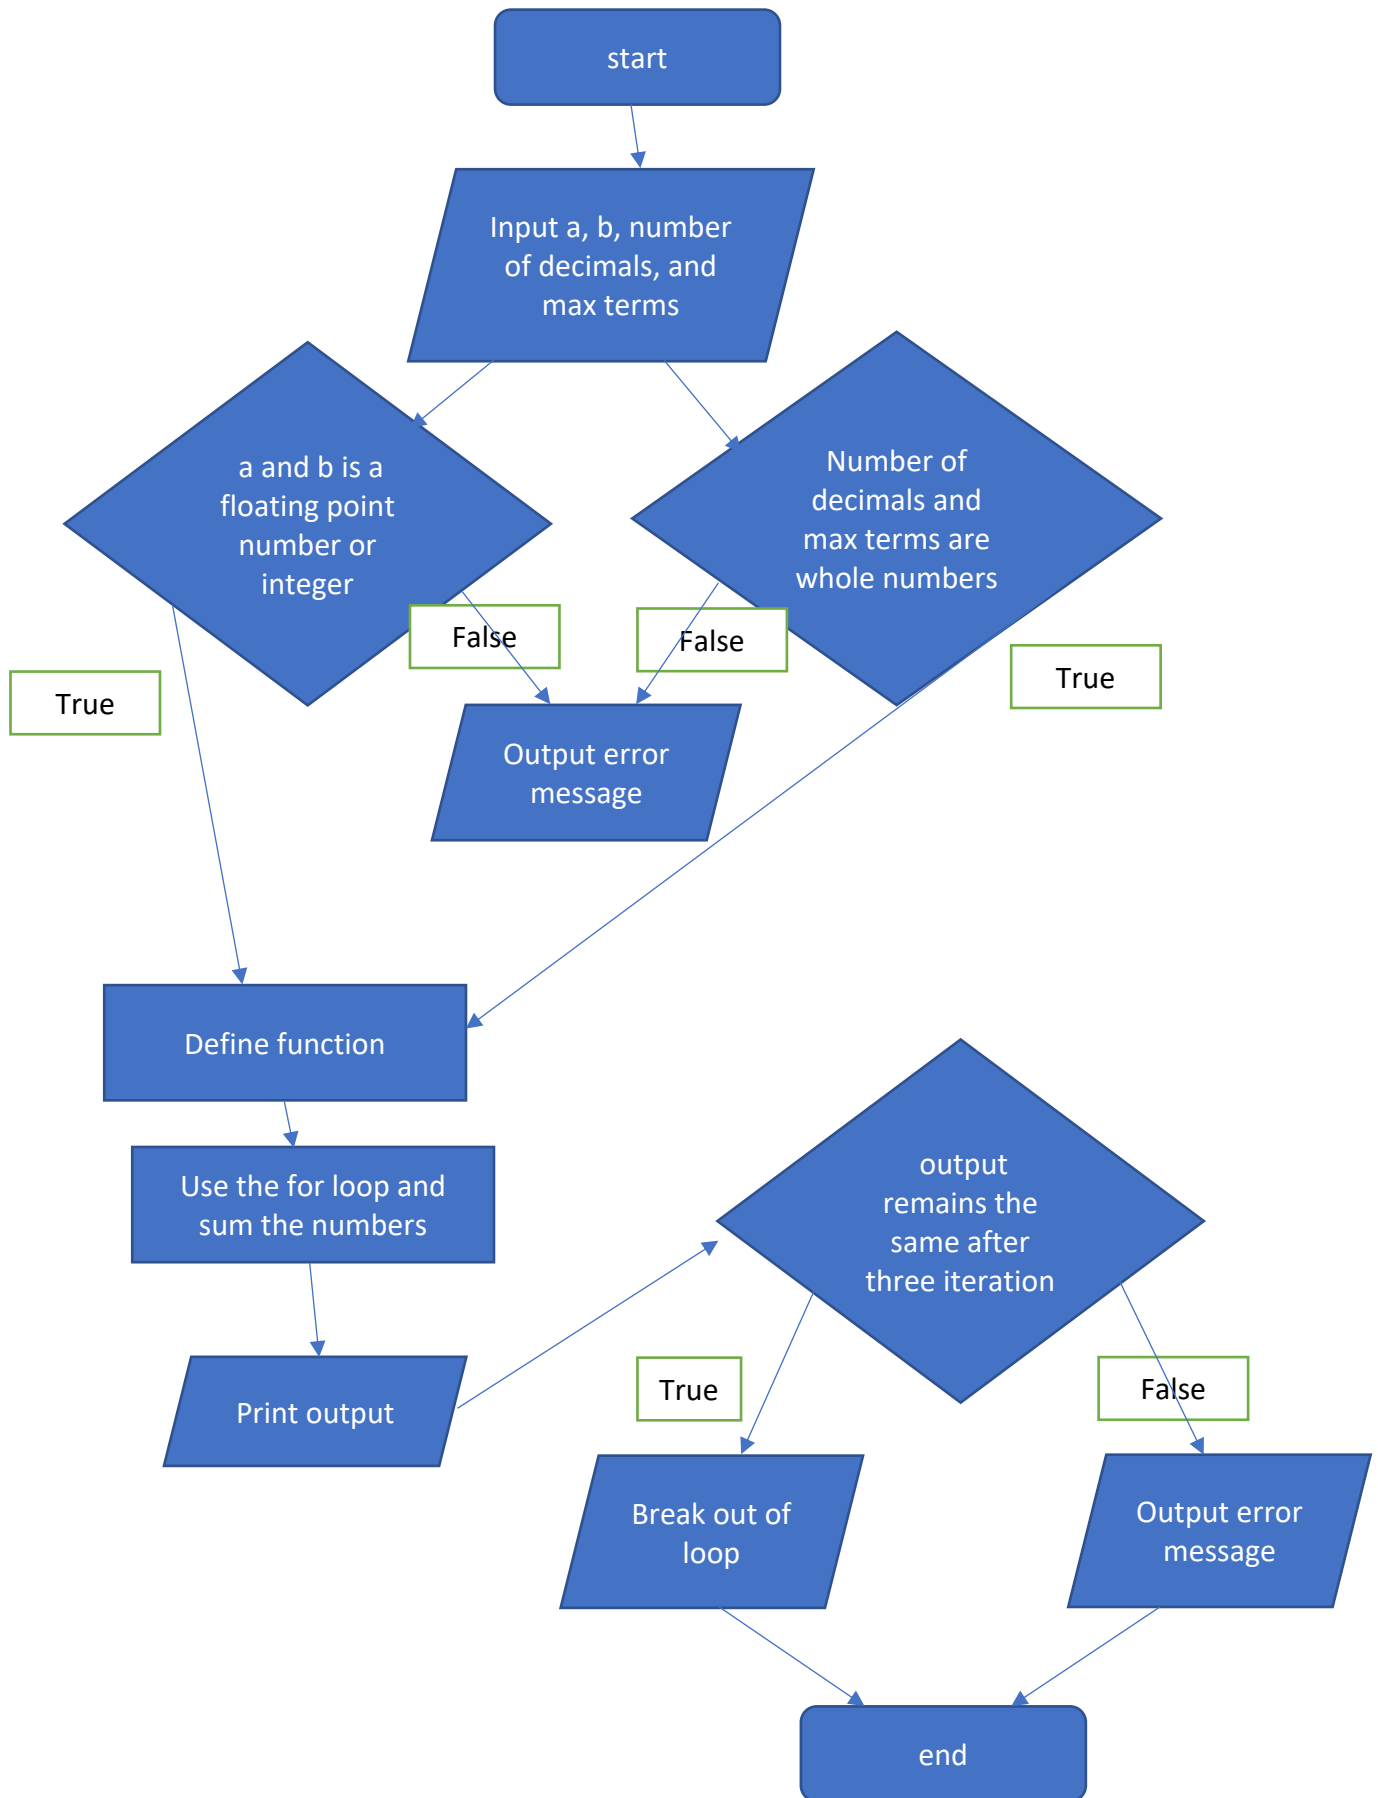 start
Input a, b, number
of decimals, and
max terms
a and b is a
floating point
number or
integer
Number of
decimals and
max terms are
whole numbers
False
False
True
True
Output error
message
Define function
Use the for loop and
sum the numbers
output
remains the
same after
three iteration
Print output
True
False
Break out of
loop
Output error
message
end